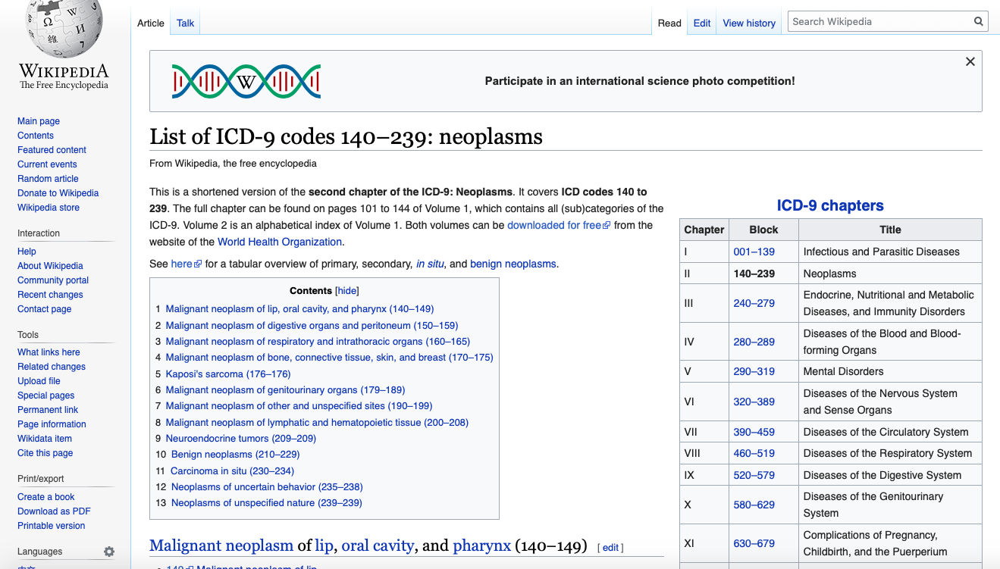 WIKIPEDIA
The Free Encyclopedia
Main page
Contents
Featured content
Current events
Random article
Donate to Wikipedia
Wikipedia store
Interaction
Help
About Wikipedia
Community portal
Recent changes
Contact page
Tools
What links here
Related changes
Upload file
Special pages
Permanent link
Page information
Wikidata item
Cite this page
Print/export
Create a book
Download as PDF
Printable version
Languages
中文
Article Talk
Read Edit View history
Search Wikipedia
W
Participate in an international science photo competition!
List of ICD-9 codes 140–239: neoplasms
From Wikipedia, the free encyclopedia
This is a shortened version of the second chapter of the ICD-9: Neoplasms. It covers ICD codes 140 to
239. The full chapter can be found on pages 101 to 144 of Volume 1, which contains all (sub)categories of the
ICD-9. Volume 2 is an alphabetical index of Volume 1. Both volumes can be downloaded for free from the
website of the World Health Organization.
See here for a tabular overview of primary, secondary, in situ, and benign neoplasms.
Contents [hide]
1 Malignant neoplasm of lip, oral cavity, and pharynx (140–149)
2 Malignant neoplasm of digestive organs and peritoneum (150–159)
3 Malignant neoplasm of respiratory and intrathoracic organs (160–165)
4 Malignant neoplasm of bone, connective tissue, skin, and breast (170–175)
5 Kaposi's sarcoma (176–176)
6 Malignant neoplasm of genitourinary organs (179–189)
7 Malignant neoplasm of other and unspecified sites (190–199)
8 Malignant neoplasm of lymphatic and hematopoietic tissue (200–208)
9 Neuroendocrine tumors (209–209)
10 Benign neoplasms (210–229)
11 Carcinoma in situ (230–234)
12 Neoplasms of uncertain behavior (235–238)
13 Neoplasms of unspecified nature (239–239)
Malignant neoplasm of lip, oral cavity, and pharynx (140–149) [ edit ]
140 Malignant neoplasm of lip
ICD-9 chapters
Chapter Block Title
I 001–139 Infectious and Parasitic Diseases
II 140–239 Neoplasms
III 240–279 Endocrine, Nutritional and Metabolic
Diseases, and Immunity Disorders
IV 280–289 Diseases of the Blood and Blood-
forming Organs
V 290–319 Mental Disorders
VI 320–389 Diseases of the Nervous System
and Sense Organs
VII 390–459 Diseases of the Circulatory System
VIII 460–519 Diseases of the Respiratory System
IX 520–579 Diseases of the Digestive System
X 580–629 Diseases of the Genitourinary
System
XI 630–679 Complications of Pregnancy,
Childbirth, and the Puerperium